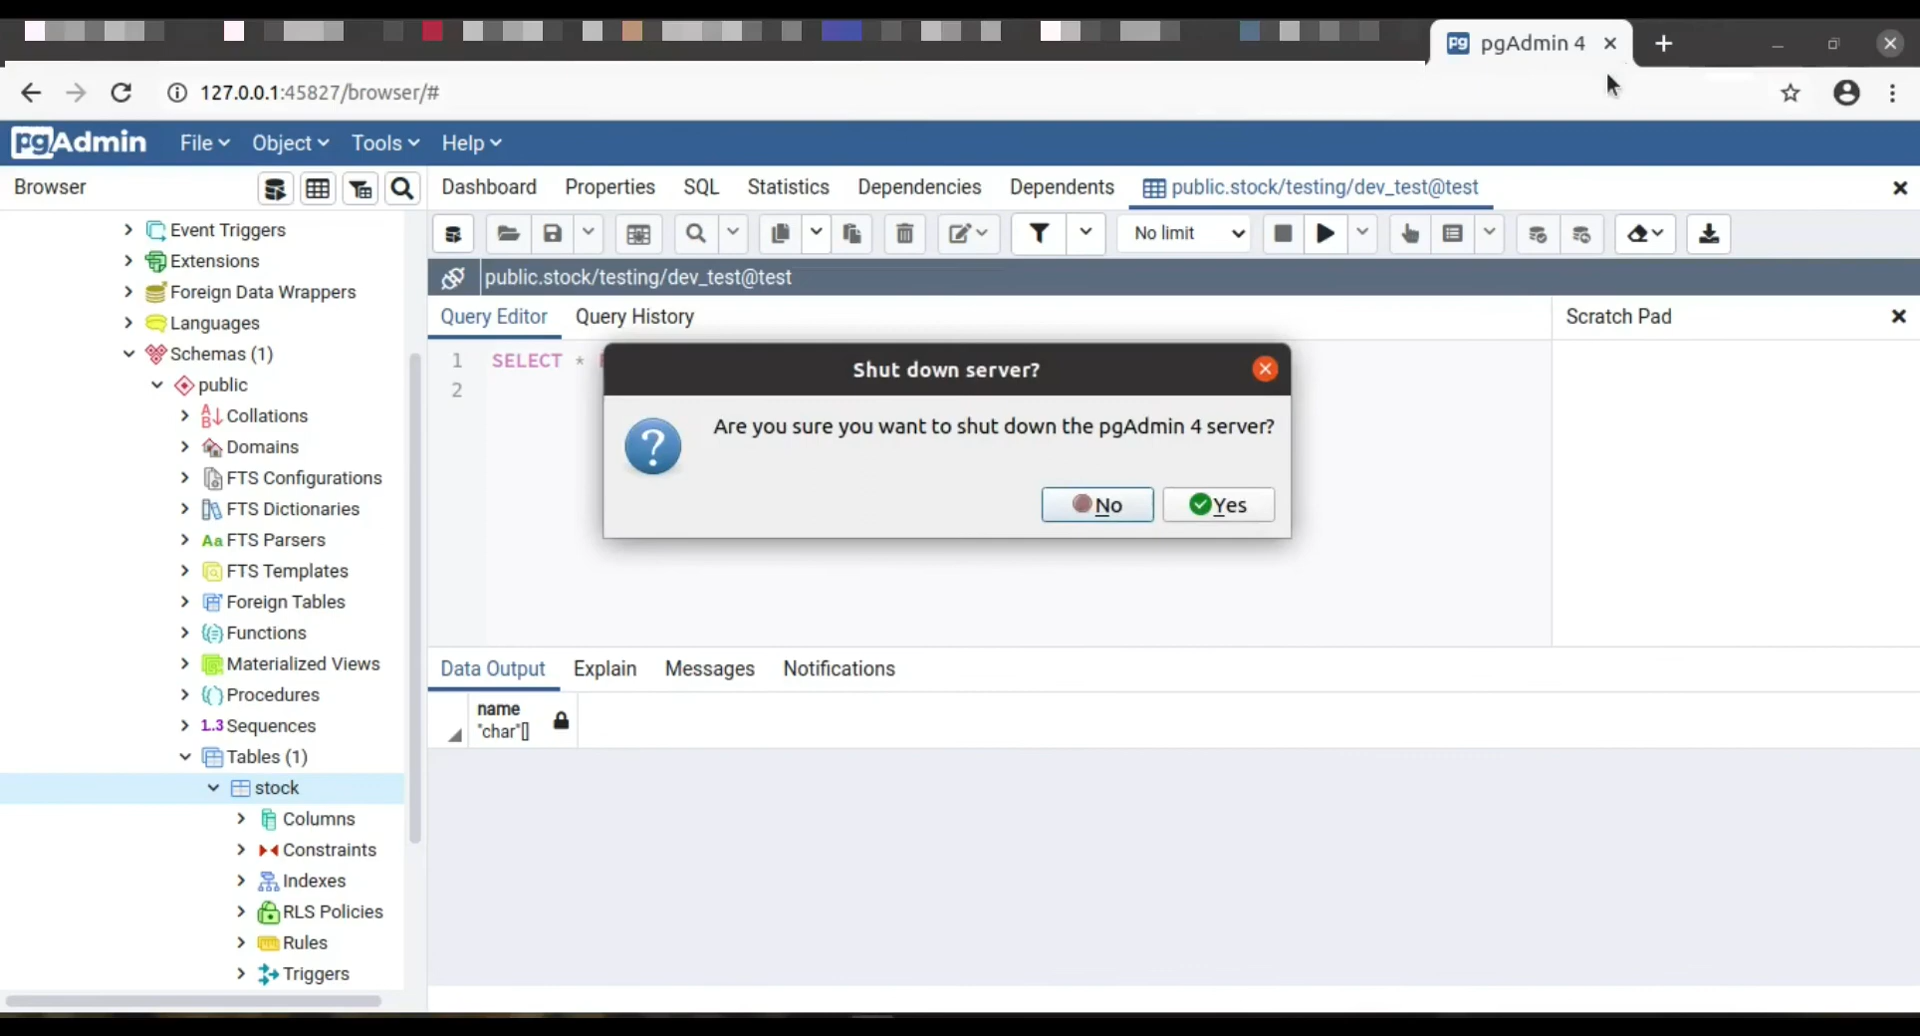 pgAdmin 4
127.0.0.1:45827/browser/#
pgAdmin File Object Tools Help
Browser
Dashboard Properties SQL Statistics Dependencies Dependents public.stock/testing/dev_test@test
No limit
public.stock/testing/dev_test@test
Query Editor Query History
Scratch Pad
1 SELECT *
2
Shut down server?
Are you sure you want to shut down the pgAdmin 4 server?
No Yes
Event Triggers
Extensions
Foreign Data Wrappers
Languages
Schemas (1)
public
Collations
Domains
FTS Configurations
FTS Dictionaries
Aa FTS Parsers
FTS Templates
Foreign Tables
Functions
Materialized Views
Procedures
1..3 Sequences
Tables (1)
stock
Columns
Constraints
Indexes
RLS Policies
Rules
Triggers
Data Output Explain Messages Notifications
name
"char"[]